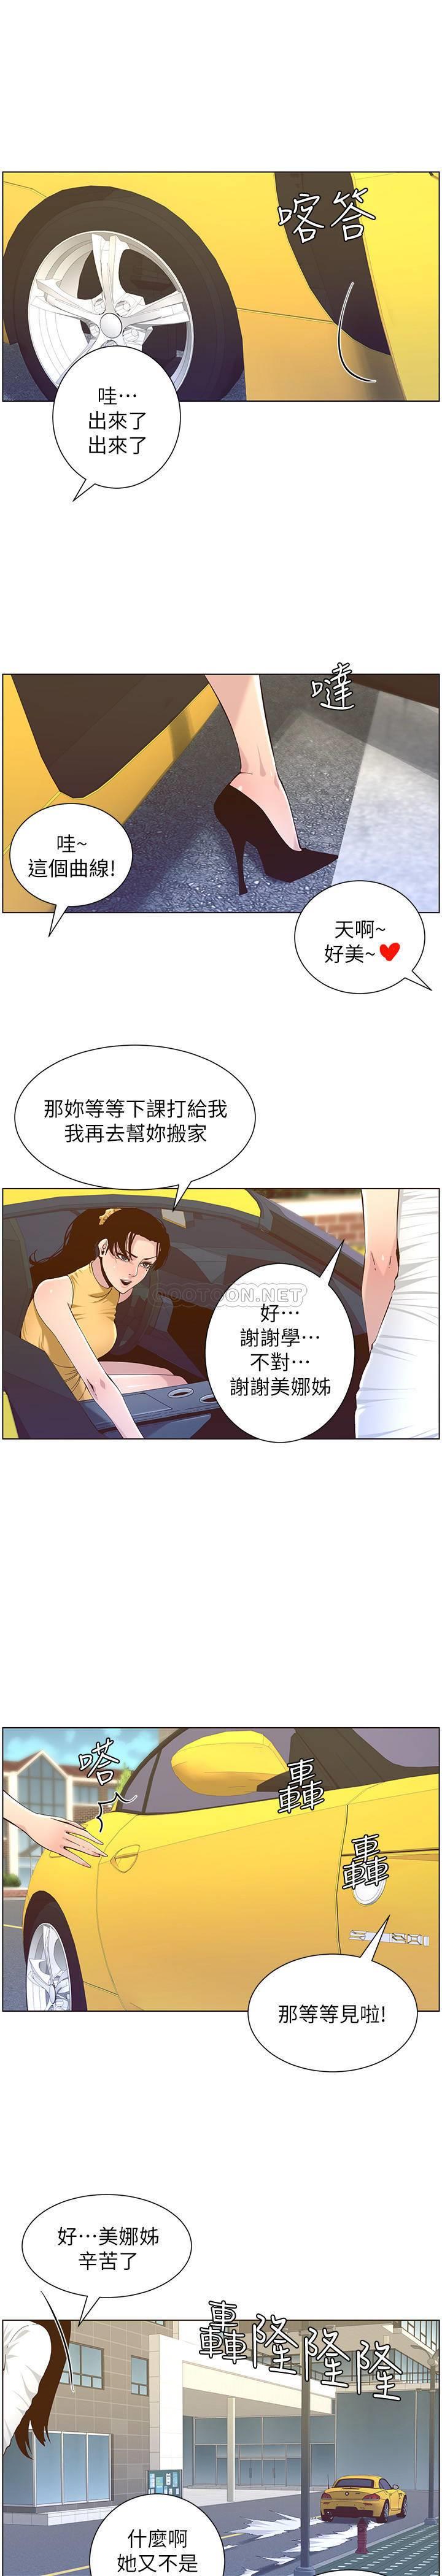 喀答
哇…
出來了
出來了
噠
哇~
這個曲線!
天啊~
好美~
那妳等等下課打給我
我再去幫妳搬家
TOOTOON.NET
好…
謝謝學…
不對…
謝謝美娜姊
嗒
轟
轟
那等等見啦!
好…美娜姊
辛苦了
轟隆隆隆
什麼啊
她又不是